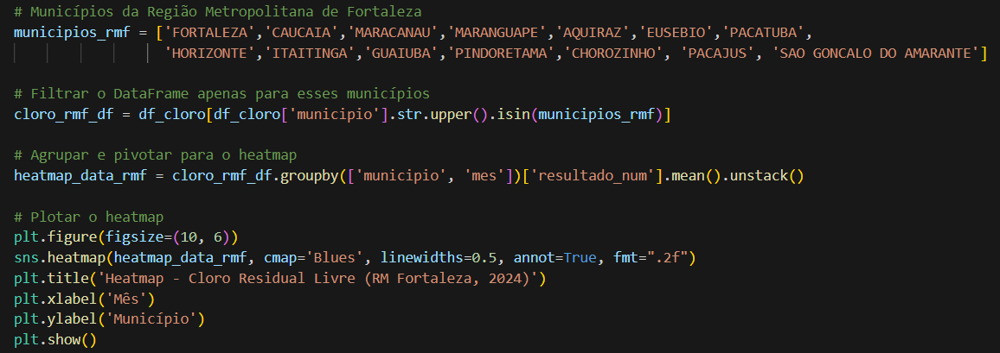 # Municípios da Região Metropolitana de Fortaleza
municipios_rmf = ['FORTALEZA','CAUCAIA','MARACANAU','MARANGUAPE','AQUIRAZ','EUSEBIO','PACATUBA',
'HORIZONTE','ITAITINGA','GUAIUBA','PINDORETAMA','CHOROZINHO', 'PACAJUS', 'SAO GONCALO DO AMARANTE']
# Filtrar o DataFrame apenas para esses municípios
cloro_rmf_df = df_cloro[df_cloro['municipio'].str.upper().isin(municipios_rmf)]
# Agrupar e pivotar para o heatmap
heatmap_data_rmf = cloro_rmf_df.groupby(['municipio', 'mes'])['resultado_num'].mean().unstack()
# Plotar o heatmap
plt.figure(figsize=(10, 6))
sns.heatmap(heatmap_data_rmf, cmap='Blues', linewidths=0.5, annot=True, fmt=".2f")
plt.title('Heatmap - Cloro Residual Livre (RM Fortaleza, 2024)')
plt.xlabel('Mês')
plt.ylabel('Município')
plt.show()